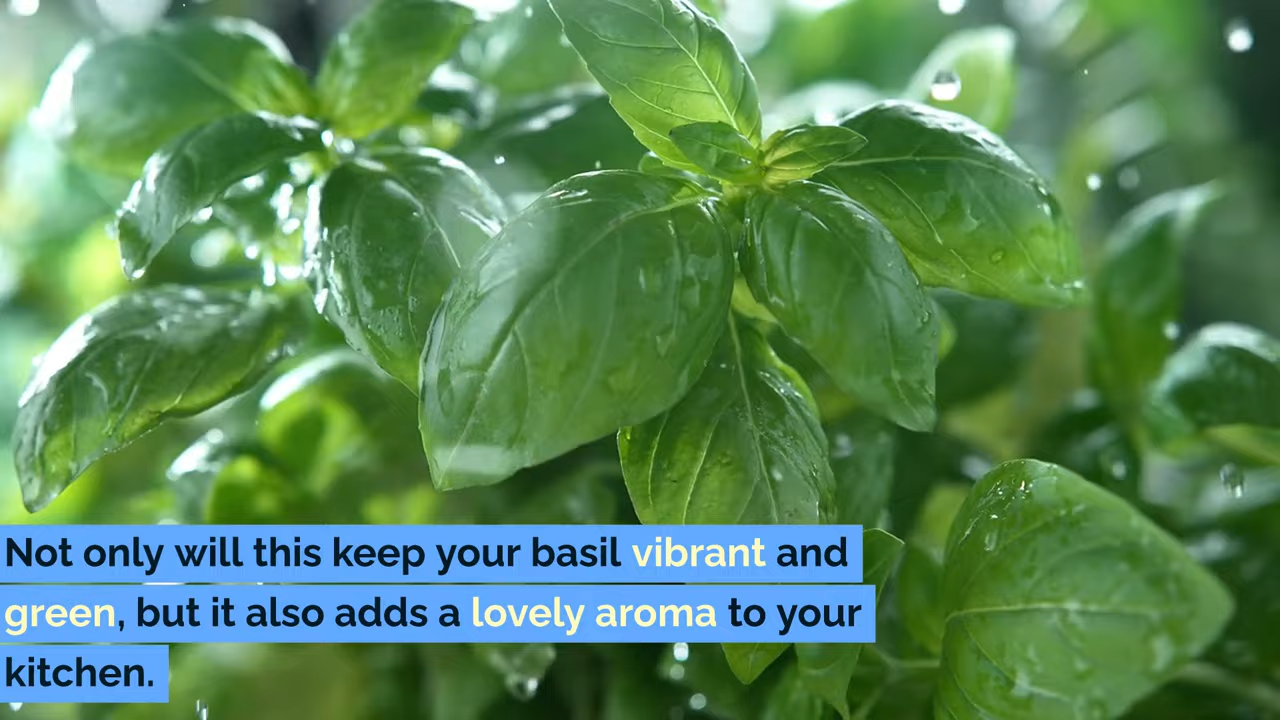 Not only will this keep your basil vibrant and
green, but it also adds a lovely aroma to your
kitchen.